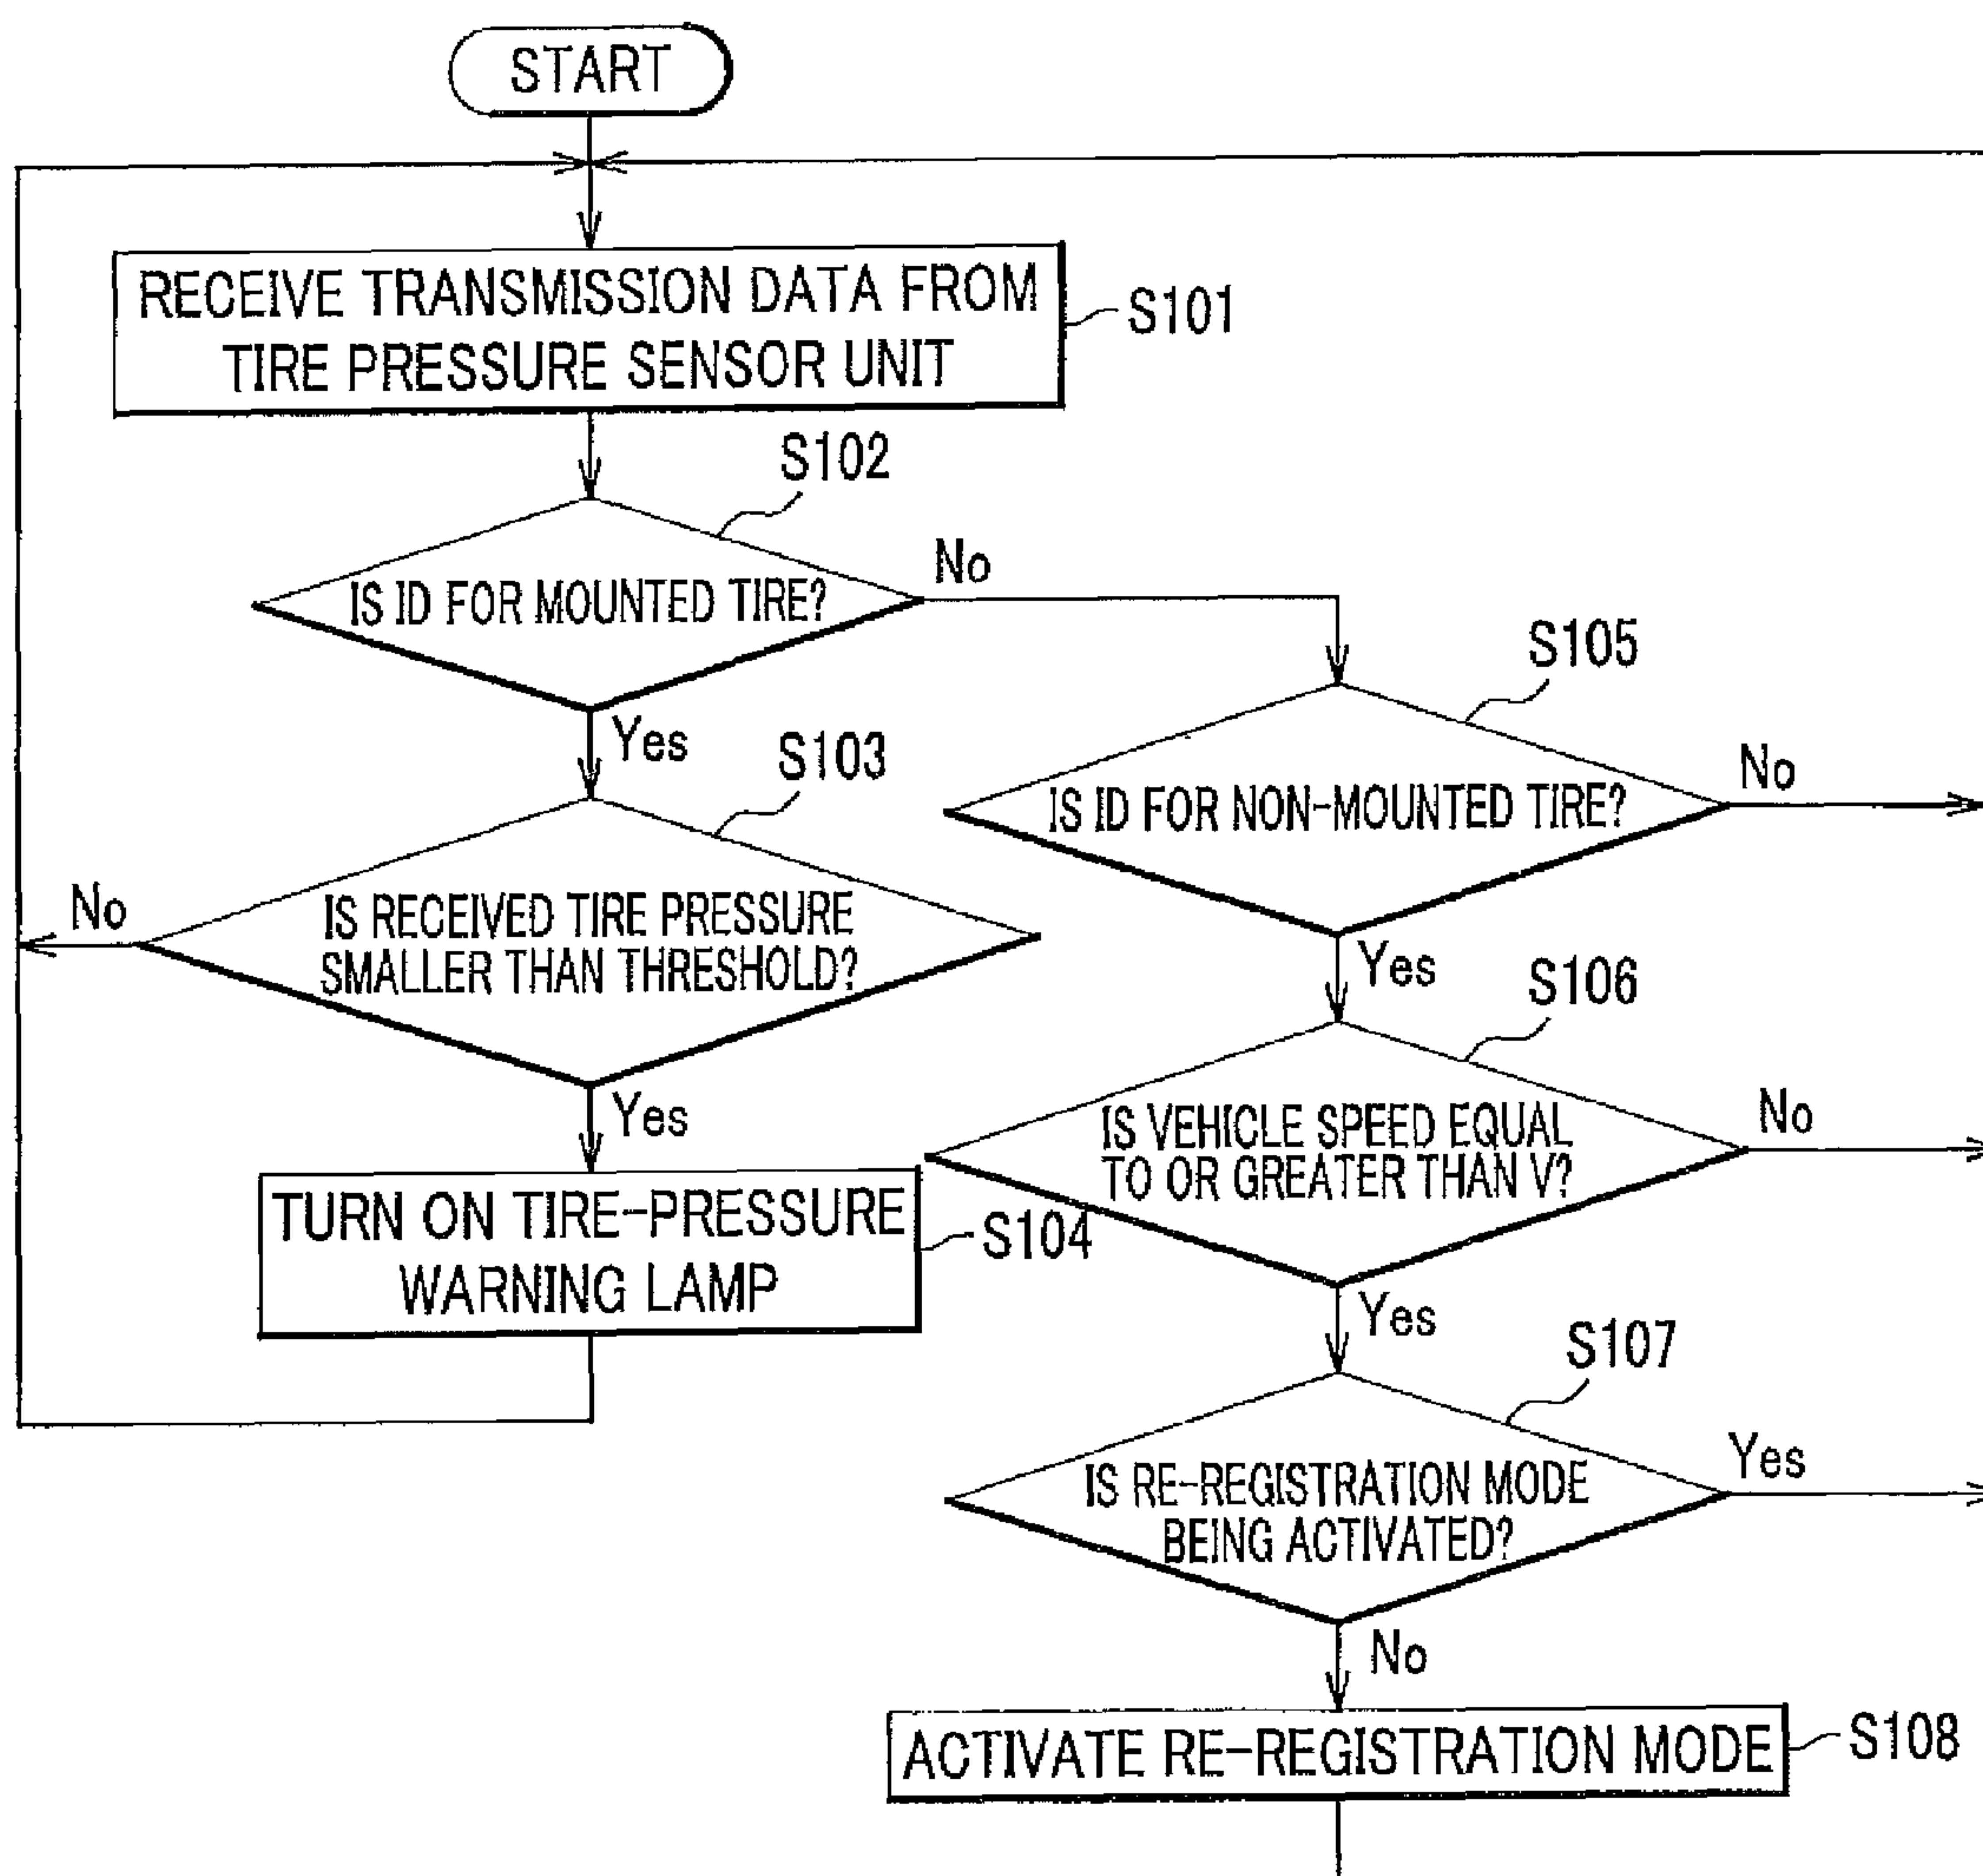 START
RECEIVE TRANSMISSION DATA FROM
TIRE PRESSURE SENSOR UNIT
S101
S102
IS ID FOR MOUNTED TIRE?
No
Yes
S103
IS RECEIVED TIRE PRESSURE
SMALLER THAN THRESHOLD?
No
Yes
TURN ON TIRE-PRESSURE
WARNING LAMP
S104
S105
IS ID FOR NON-MOUNTED TIRE?
No
Yes
S106
IS VEHICLE SPEED EQUAL
TO OR GREATER THAN V?
No
Yes
S107
IS RE-REGISTRATION MODE
BEING ACTIVATED?
Yes
No
ACTIVATE RE-REGISTRATION MODE
S108